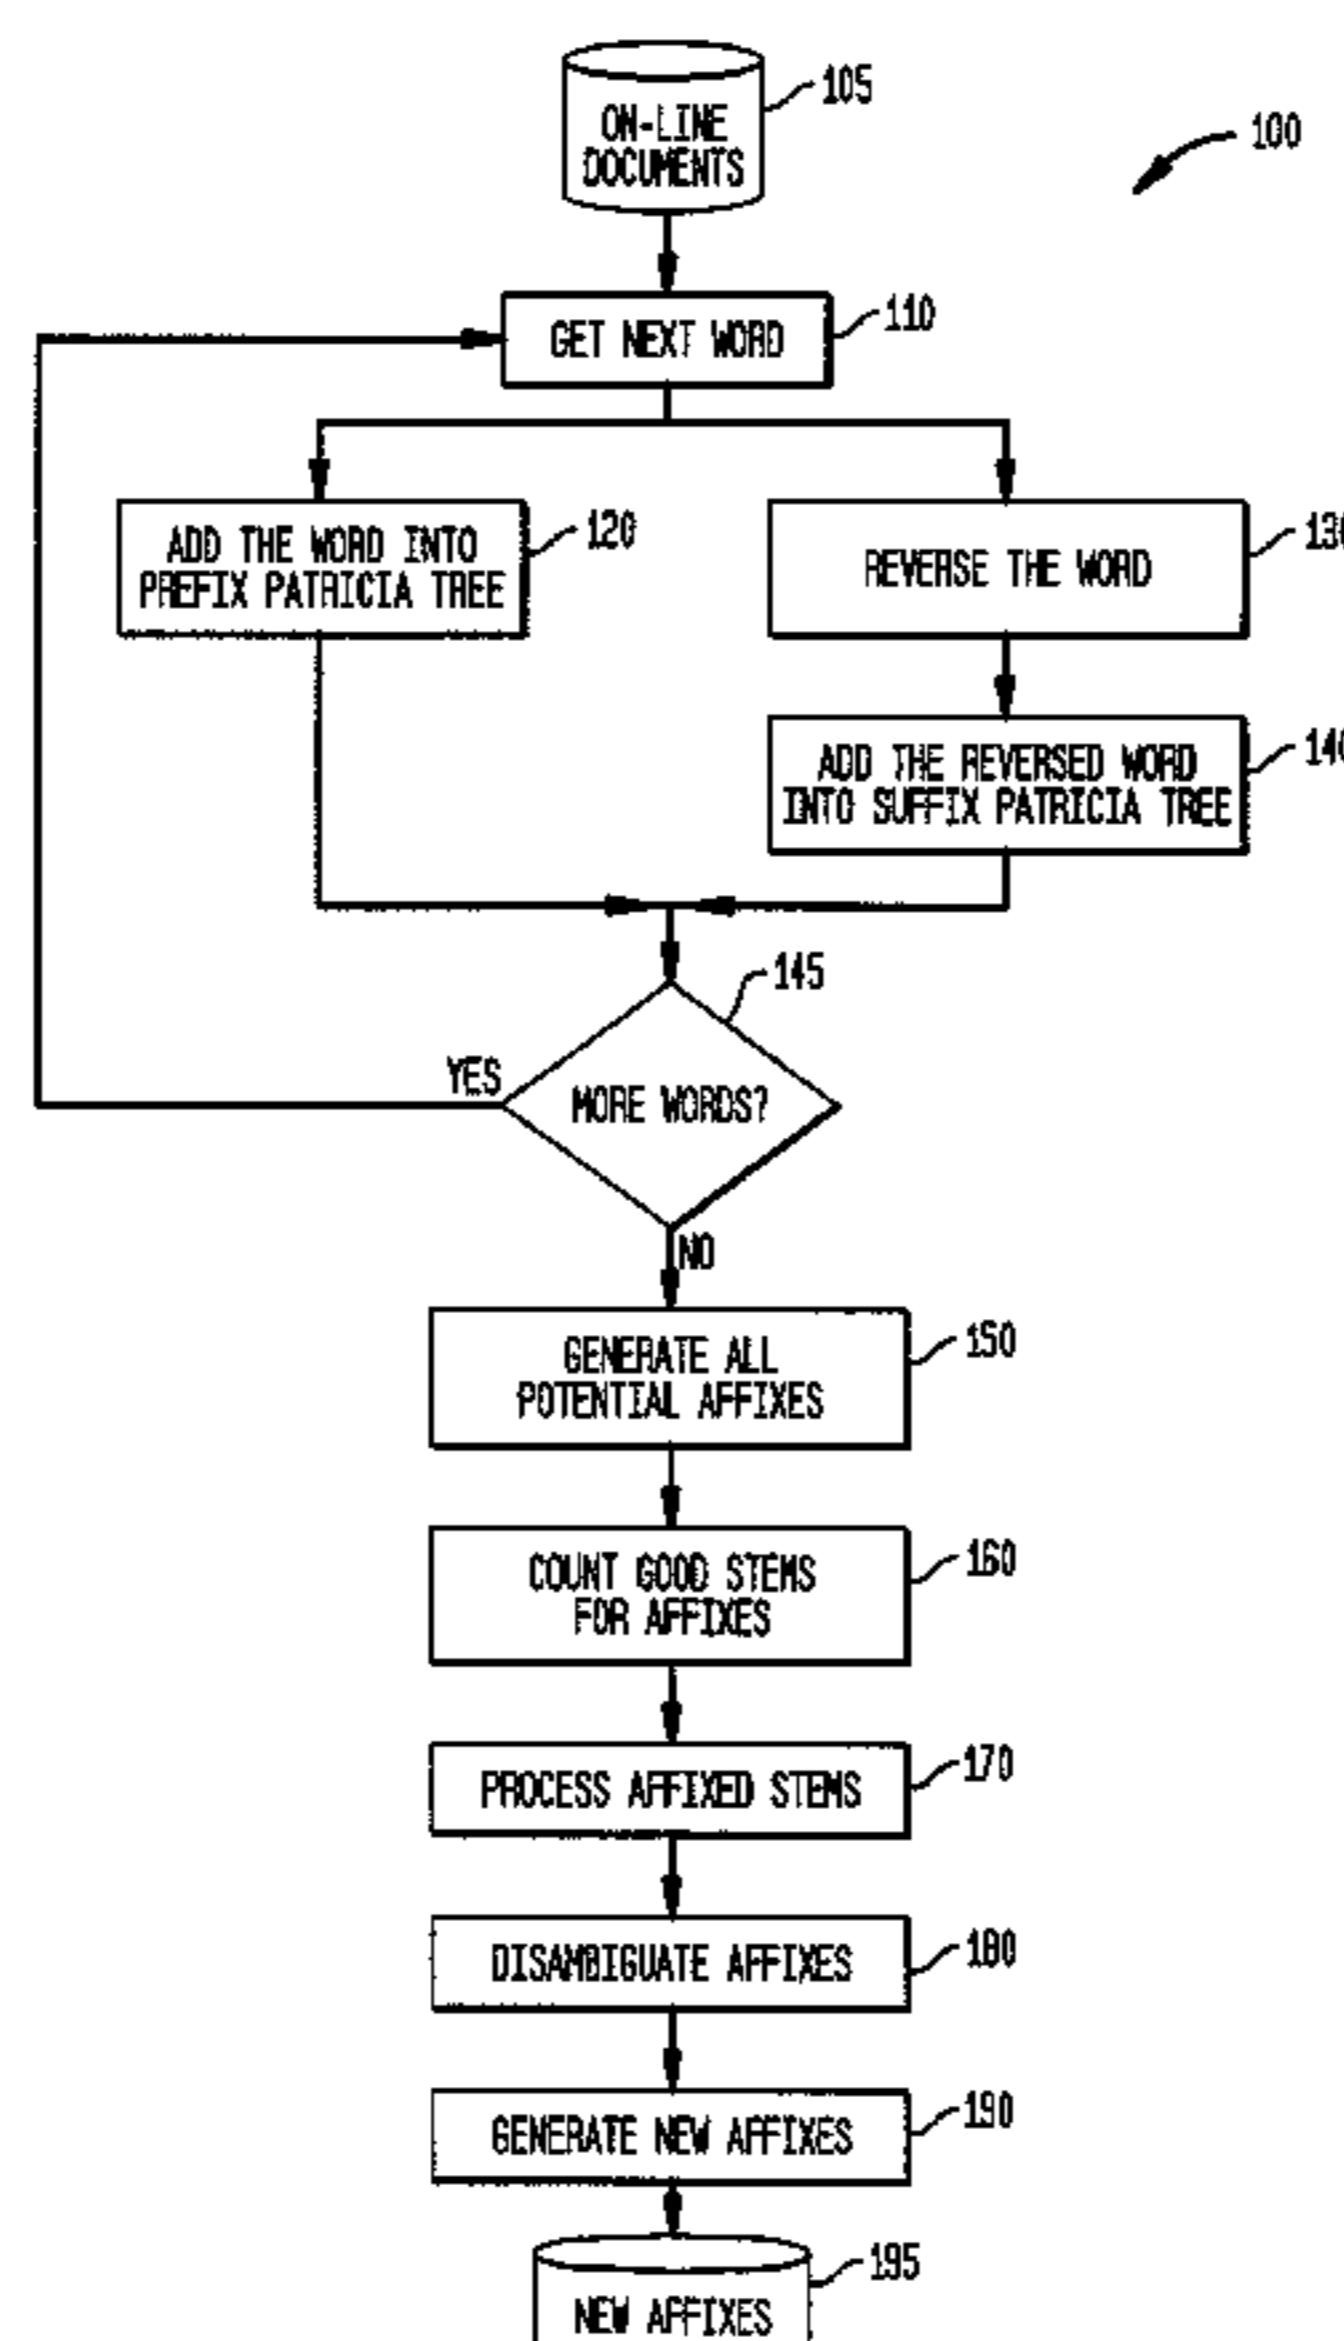 ON-LINE
DOCUMENTS
105
100
GET NEXT WORD
110
ADD THE WORD INTO
PREFIX PATRICIA TREE
120
REVERSE THE WORD
130
ADD THE REVERSED WORD
INTO SUFFIX PATRICIA TREE
140
145
YES
MORE WORDS?
NO
GENERATE ALL
POTENTIAL AFFIXES
150
COUNT GOOD STEMS
FOR AFFIXES
160
PROCESS AFFIXED STEMS
170
DISAMBIGUATE AFFIXES
180
GENERATE NEW AFFIXES
190
195
NEW AFFIXES